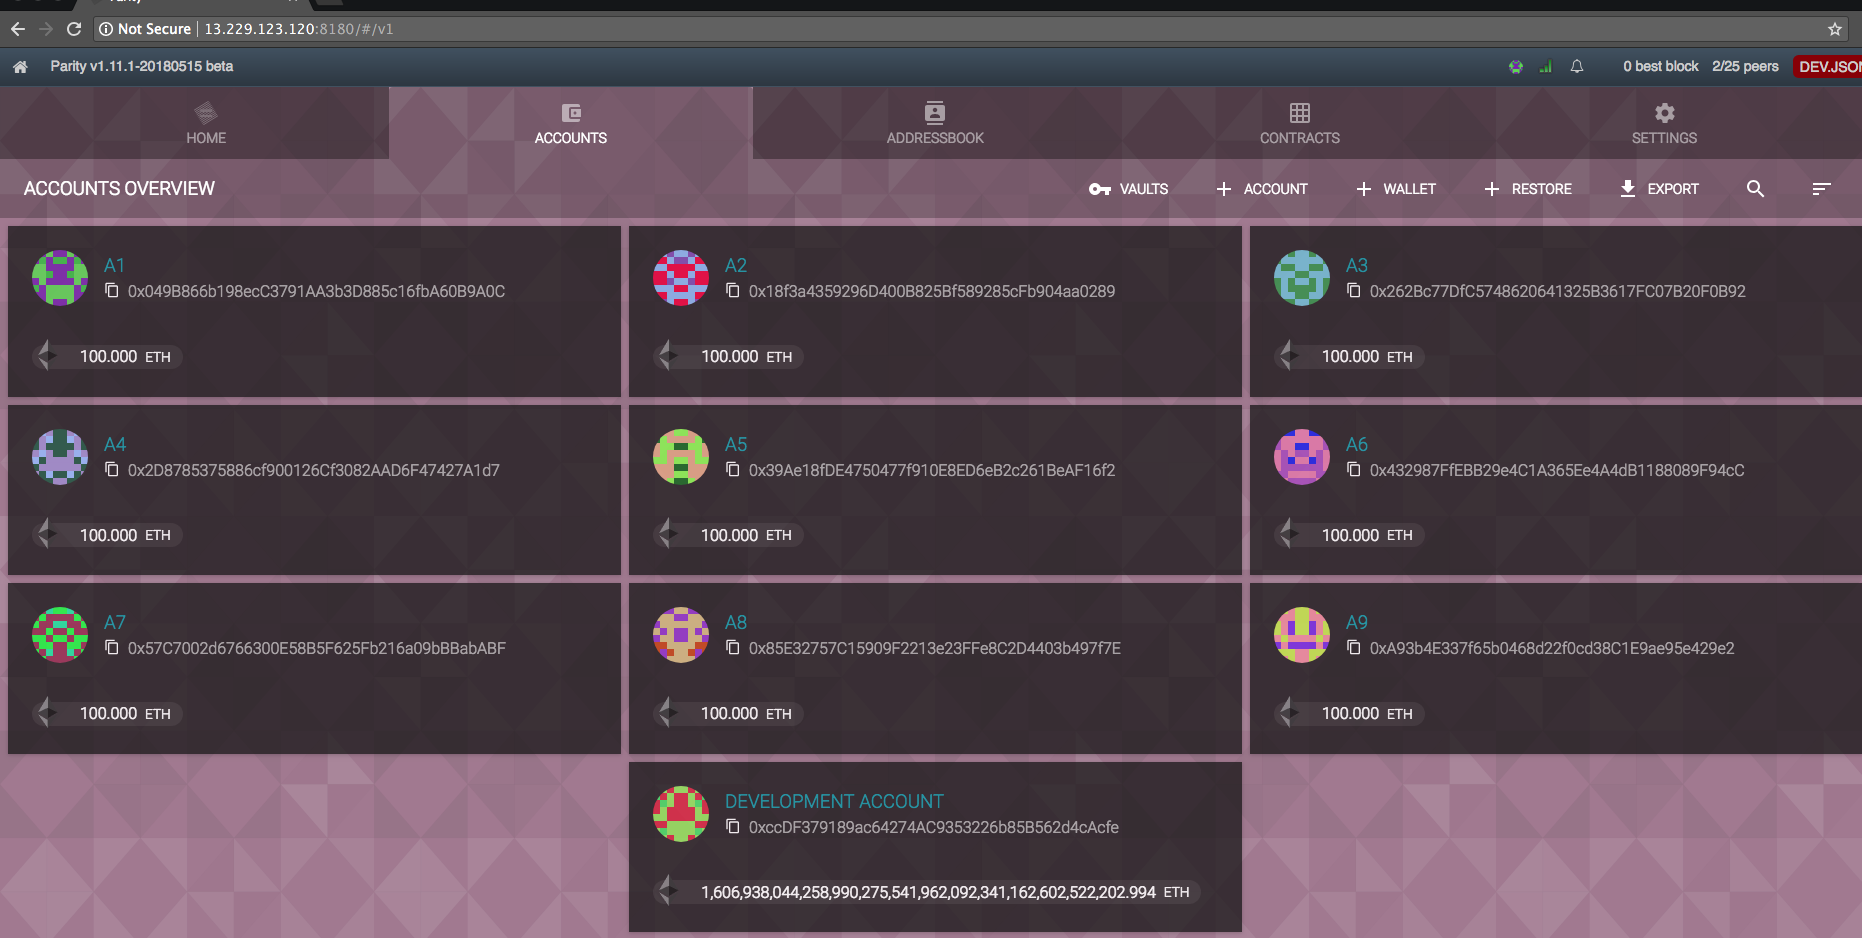 Not Secure 13.229.123.120:8180/#/v1
Parity v1.11.1-20180515 beta 0 best block 2/25 peers
HOME ACCOUNTS ADDRESSBOOK CONTRACTS SETTINGS
ACCOUNTS OVERVIEW VAULTS ACCOUNT WALLET RESTORE EXPORT
A1 A2 A3
0x049B866b198ecC3791AA3b3D885c16fbA60B9A0C 0x18f3a4359296D400B825Bf589285cFb904aa0289 0x262Bc77DfC5748620641325B3617FC07B20F0B92
100.000 ETH 100.000 ETH 100.000 ETH
A4 A5 A6
0x2D8785375886cf900126Cf3082AAD6F47427A1d7 0x39Ae18fDE4750477f910E8ED6eB2c261BeAF16f2 0x432987FfEBB29e4C1A365Ee4A4dB1188089F94cC
100.000 ETH 100.000 ETH 100.000 ETH
A7 A8 A9
0x57C7002d6766300E58B5F625Fb216a09bBBabABF 0x85E32757C15909F2213e23FFe8C2D4403b497f7E 0xA93b4E337f65b0468d22f0cd38C1E9ae95e429e2
100.000 ETH 100.000 ETH 100.000 ETH
DEVELOPMENT ACCOUNT
0xccDF379189ac64274AC9353226b85B562d4cAcfe
1,606,938,044,258,990,275,541,962,092,341,162,602,522,202.994 ETH